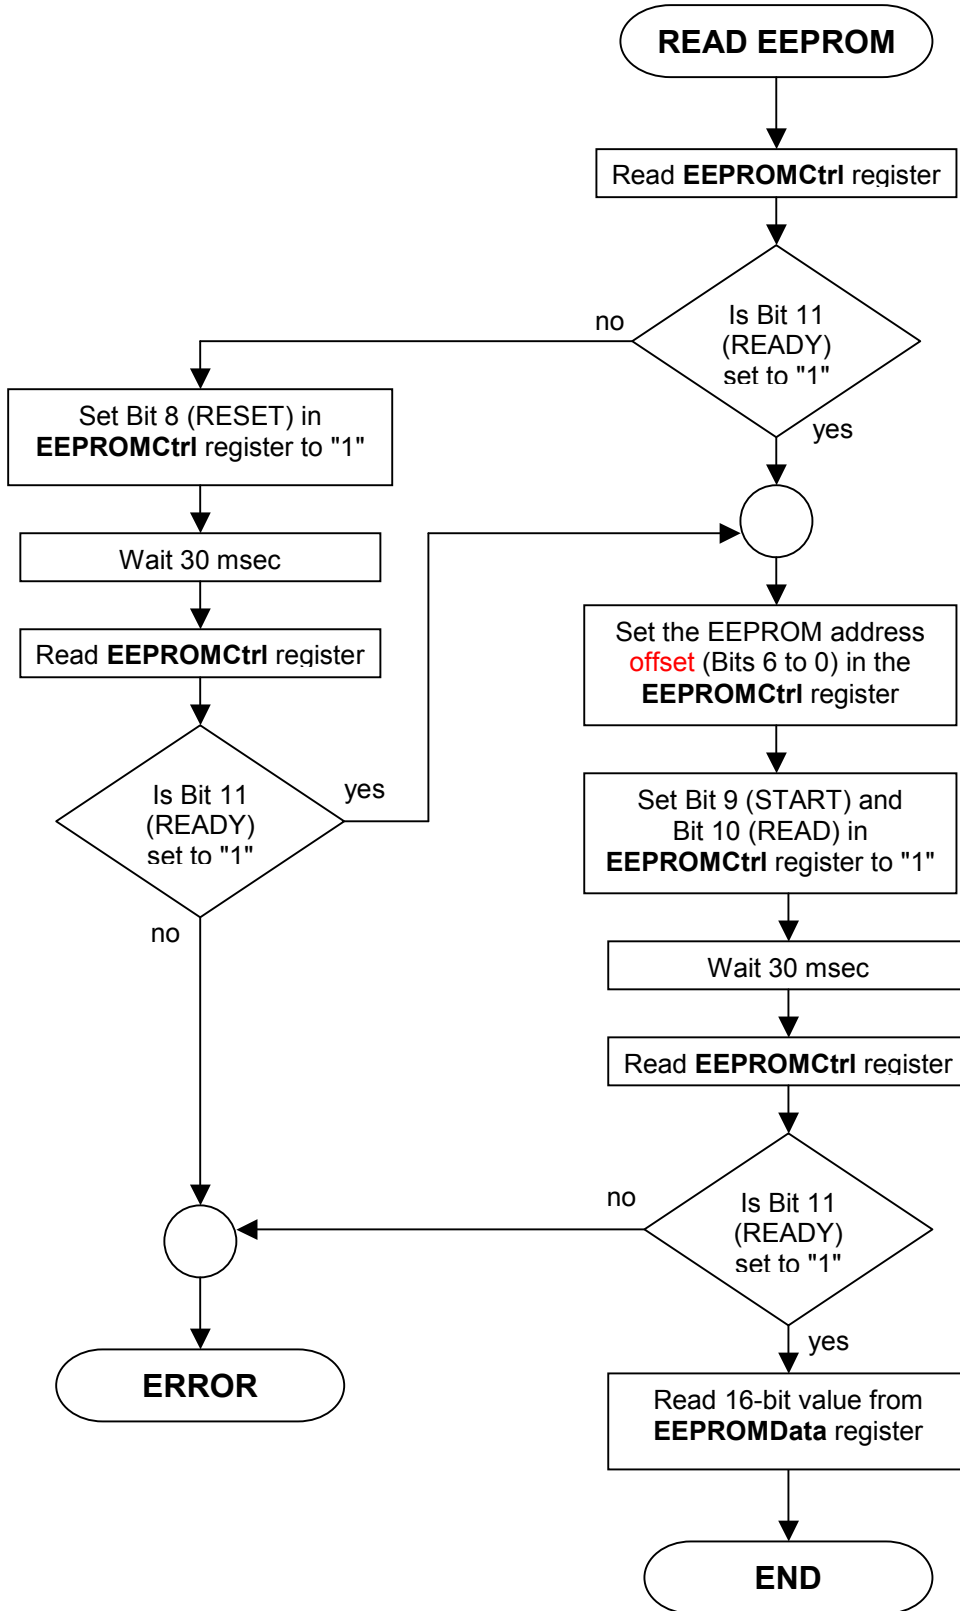 READ EEPROM
Read EEPROMCtrl register
Is Bit 11
(READY)
set to "1"
no
yes
Set Bit 8 (RESET) in
EEPROMCtrl register to "1"
Wait 30 msec
Read EEPROMCtrl register
Is Bit 11
(READY)
set to "1"
yes
no
Set the EEPROM address
offset (Bits 6 to 0) in the
EEPROMCtrl register
Set Bit 9 (START) and
Bit 10 (READ) in
EEPROMCtrl register to "1"
Wait 30 msec
Read EEPROMCtrl register
Is Bit 11
(READY)
set to "1"
no
yes
ERROR
Read 16-bit value from
EEPROMData register
END